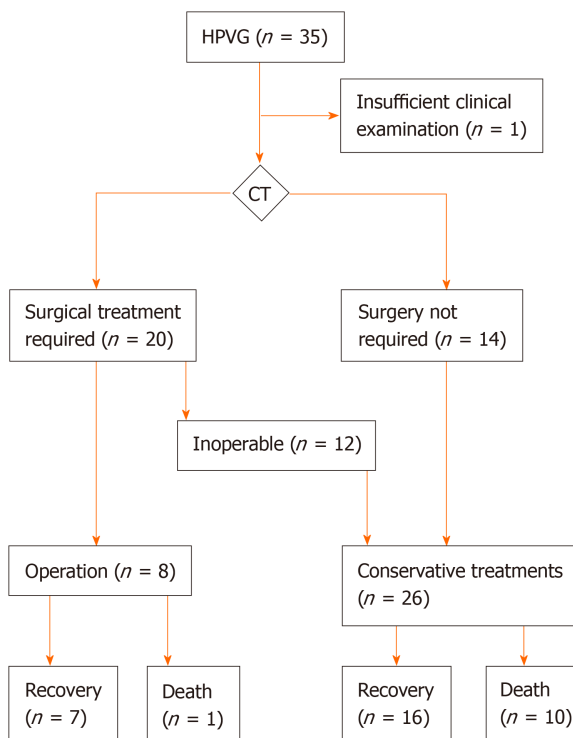 HPVG (n = 35)
Insufficient clinical
examination (n = 1)
CT
Surgical treatment
required (n = 20)
Surgery not
required (n = 14)
Inoperable (n = 12)
Operation (n = 8)
Conservative treatments
(n = 26)
Recovery
(n = 7)
Death
(n = 1)
Recovery
(n = 16)
Death
(n = 10)